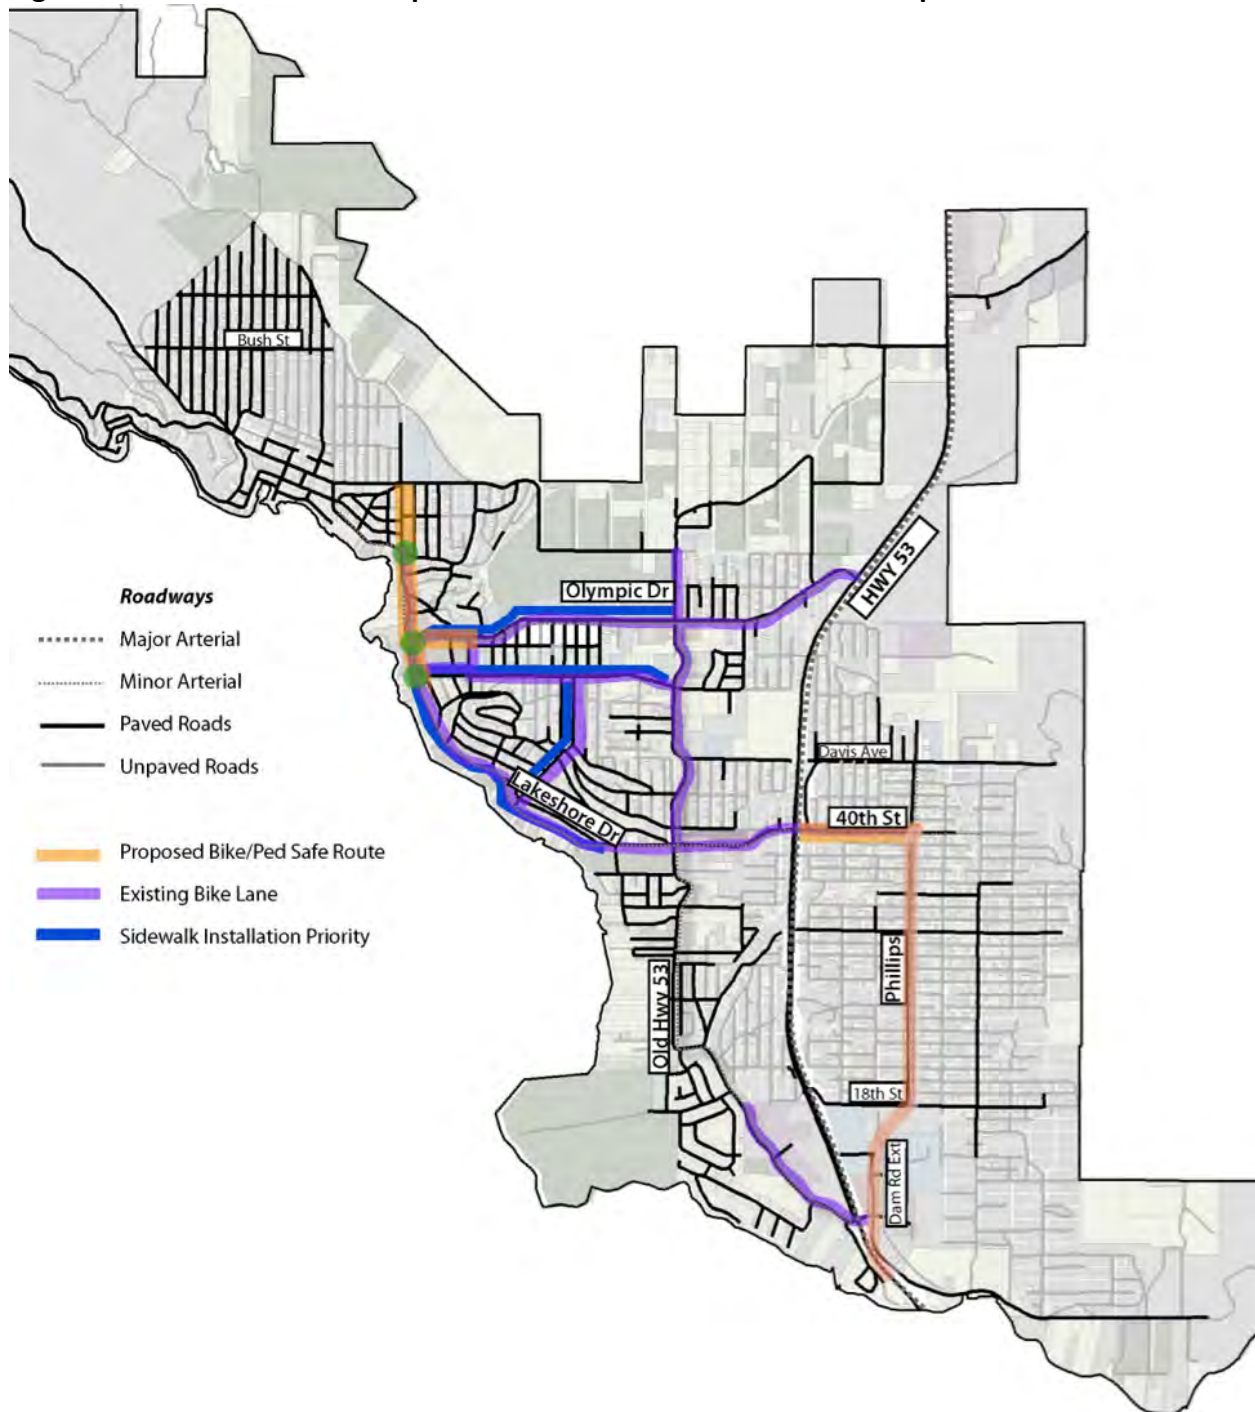 Bush St
Olympic Dr
HWY 53
Roadways
Major Arterial
Minor Arterial
Paved Roads
Unpaved Roads
Davis Ave
Lakeshore Dr
40th St
Proposed Bike/Ped Safe Route
Existing Bike Lane
Sidewalk Installation Priority
Phillips
Old Hwy 53
18th St
Dam Rd Ext